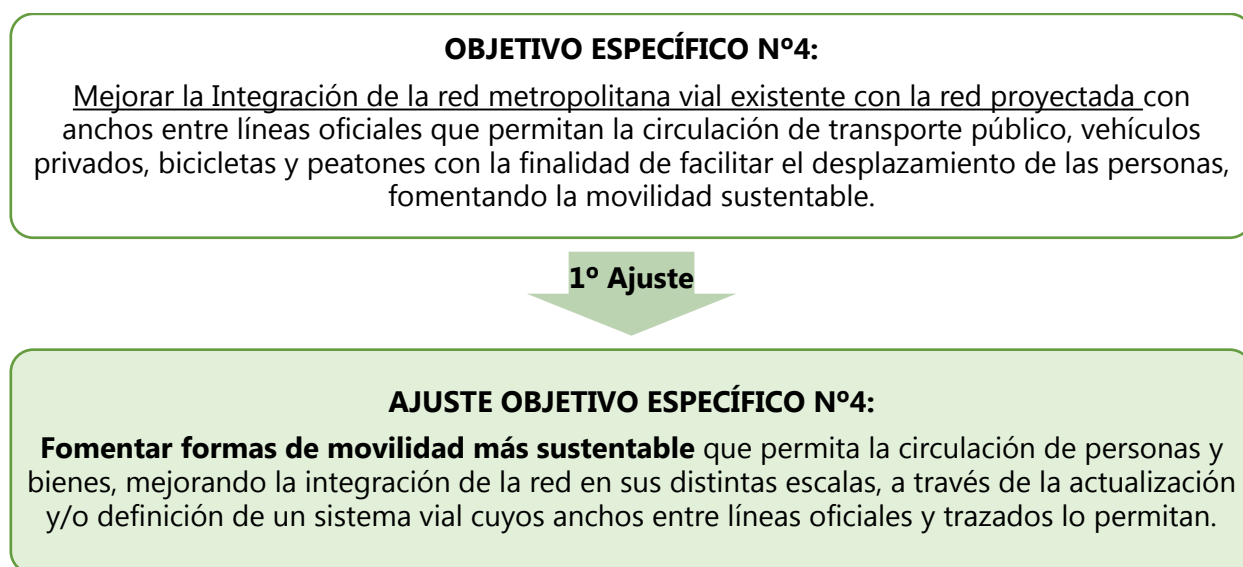 OBJETIVO ESPECÍFICO Nº4:
Mejorar la Integración de la red metropolitana vial existente con la red proyectada con
anchos entre líneas oficiales que permitan la circulación de transporte público, vehículos
privados, bicicletas y peatones con la finalidad de facilitar el desplazamiento de las personas,
fomentando la movilidad sustentable.
1º Ajuste
AJUSTE OBJETIVO ESPECÍFICO Nº4:
Fomentar formas de movilidad más sustentable que permita la circulación de personas y
bienes, mejorando la integración de la red en sus distintas escalas, a través de la actualización
y/o definición de un sistema vial cuyos anchos entre líneas oficiales y trazados lo permitan.